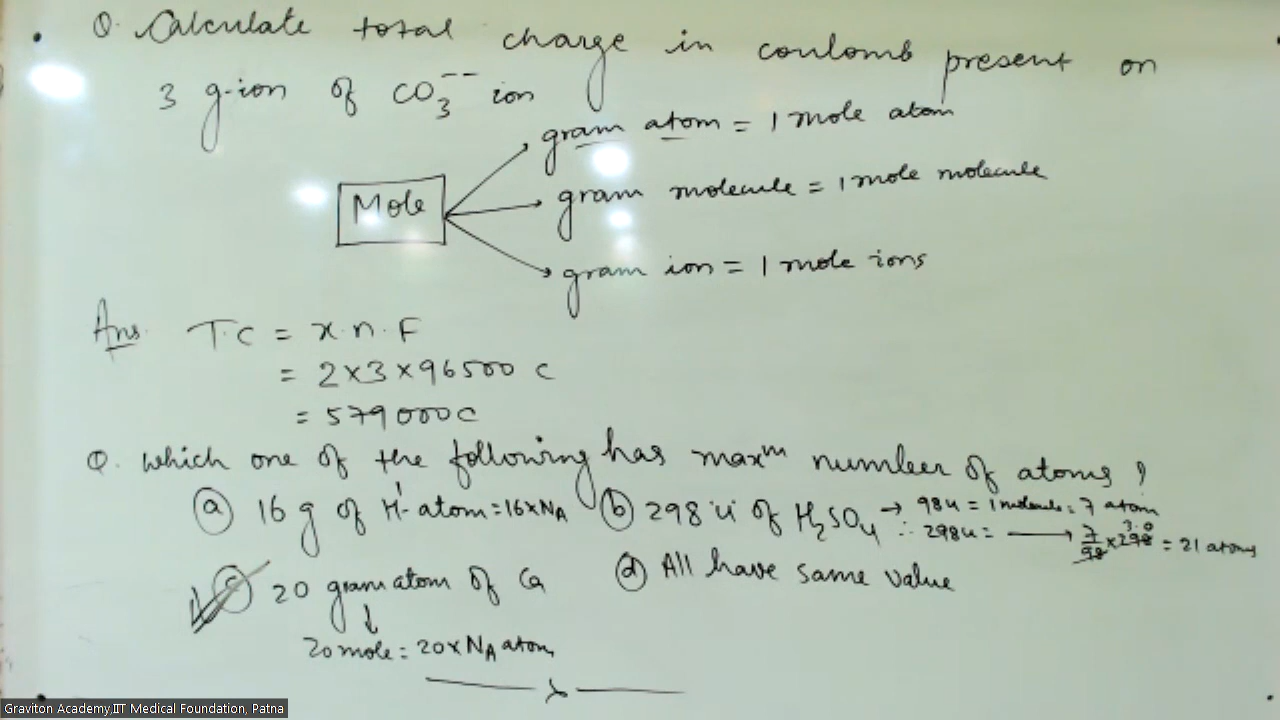 Q. Calculate total charge in coulomb present on
3 g-ion of CO₃⁻⁻ ion
gram atom = 1 mole atom
Mole
gram molecule = 1 mole molecule
gram ion = 1 mole ions
Ans. T.C = x.n.F
= 2×3×96500 C
= 579000C
Q. Which one of the following has maxᵐ number of atoms ?
(a) 16 g of H¹-atom = 16×NA (b) 298 u of H₂SO₄ → 98u = 1 molecule = 7 atom
∴ 298u = → 7/98 × 298 3.0 = 21 atoms
(c) 20 gram atom of Ca (d) All have same value
↓
20 mole = 20×NA atom
x
Graviton Academy,IIT Medical Foundation, Patna